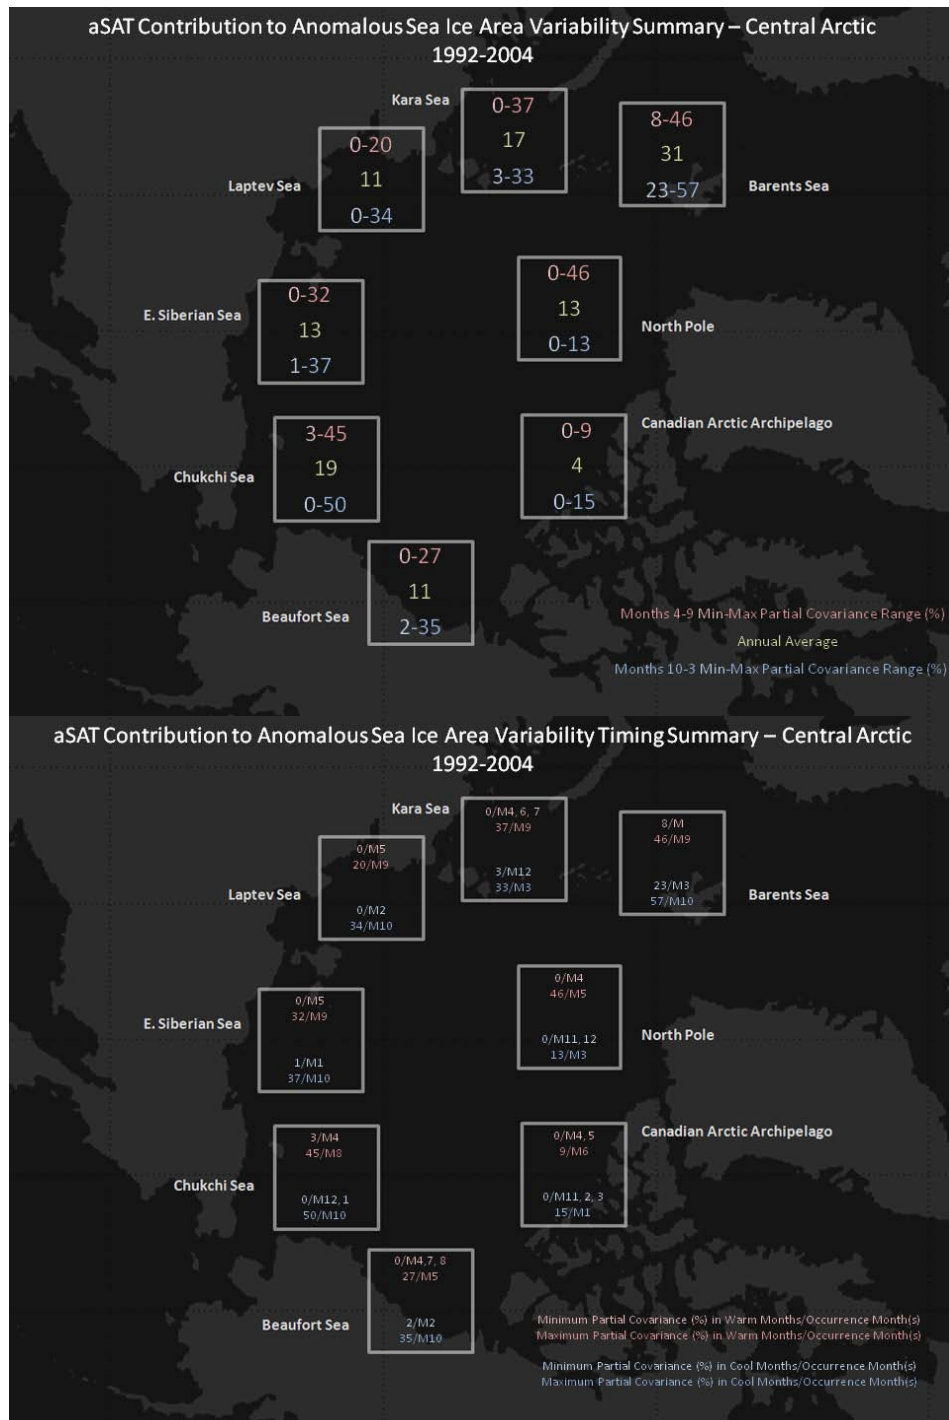 aSAT Contribution to Anomalous Sea Ice Area Variability Summary – Central Arctic
1992-2004
Kara Sea
0-37
17
3-33
8-46
31
23-57
Barents Sea
0-20
11
0-34
Laptev Sea
0-46
13
0-13
North Pole
0-32
13
1-37
E. Siberian Sea
Canadian Arctic Archipelago
0-9
4
0-15
3-45
19
0-50
Chukchi Sea
0-27
11
2-35
Beaufort Sea
Months 4-9 Min-Max Partial Covariance Range (%)
Annual Average
Months 10-3 Min-Max Partial Covariance Range (%)
aSAT Contribution to Anomalous Sea Ice Area Variability Timing Summary – Central Arctic
1992-2004
Kara Sea
0/M4, 6, 7
37/M9
3/M12
33/M3
8/M
46/M9
23/M3
57/M10
Barents Sea
0/M5
20/M9
0/M2
34/M10
Laptev Sea
0/M4
46/M5
0/M11, 12
13/M3
North Pole
0/M5
32/M9
1/M1
37/M10
E. Siberian Sea
Canadian Arctic Archipelago
0/M4, 5
9/M6
0/M11, 2, 3
15/M1
3/M4
45/M8
0/M12, 1
50/M10
Chukchi Sea
0/M4,7, 8
27/M5
2/M2
35/M10
Beaufort Sea
Minimum Partial Covariance (%) in Warm Months/Occurrence Month(s)
Maximum Partial Covariance (%) in Warm Months/Occurrence Month(s)
Minimum Partial Covariance (%) in Cool Months/Occurrence Month(s)
Maximum Partial Covariance (%) in Cool Months/Occurrence Month(s)